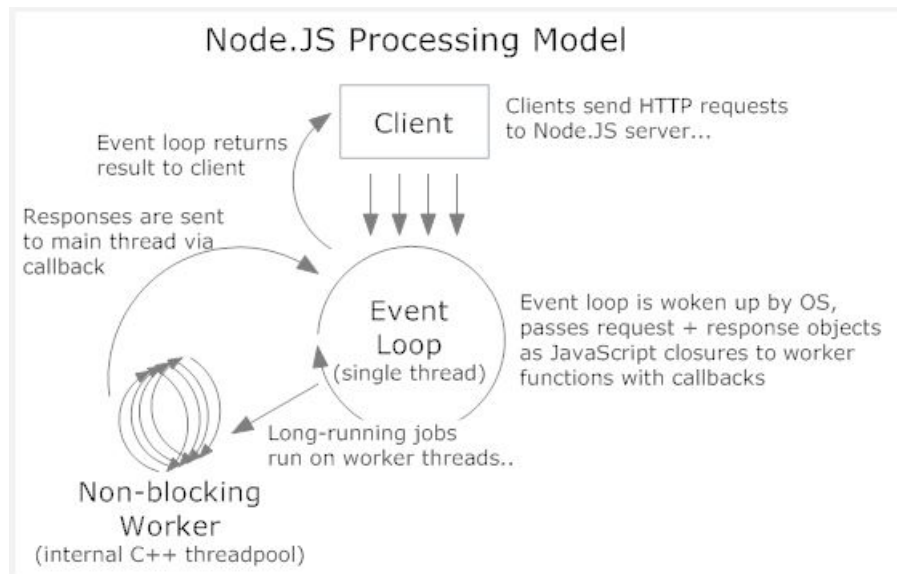 Node.JS Processing Model
Client
Clients send HTTP requests
to Node.JS server...
Event loop returns
result to client
Responses are sent
to main thread via
callback
Event
Loop
(single thread)
Event loop is woken up by OS,
passes request + response objects
as JavaScript closures to worker
functions with callbacks
Long-running jobs
run on worker threads..
Non-blocking
Worker
(internal C++ threadpool)